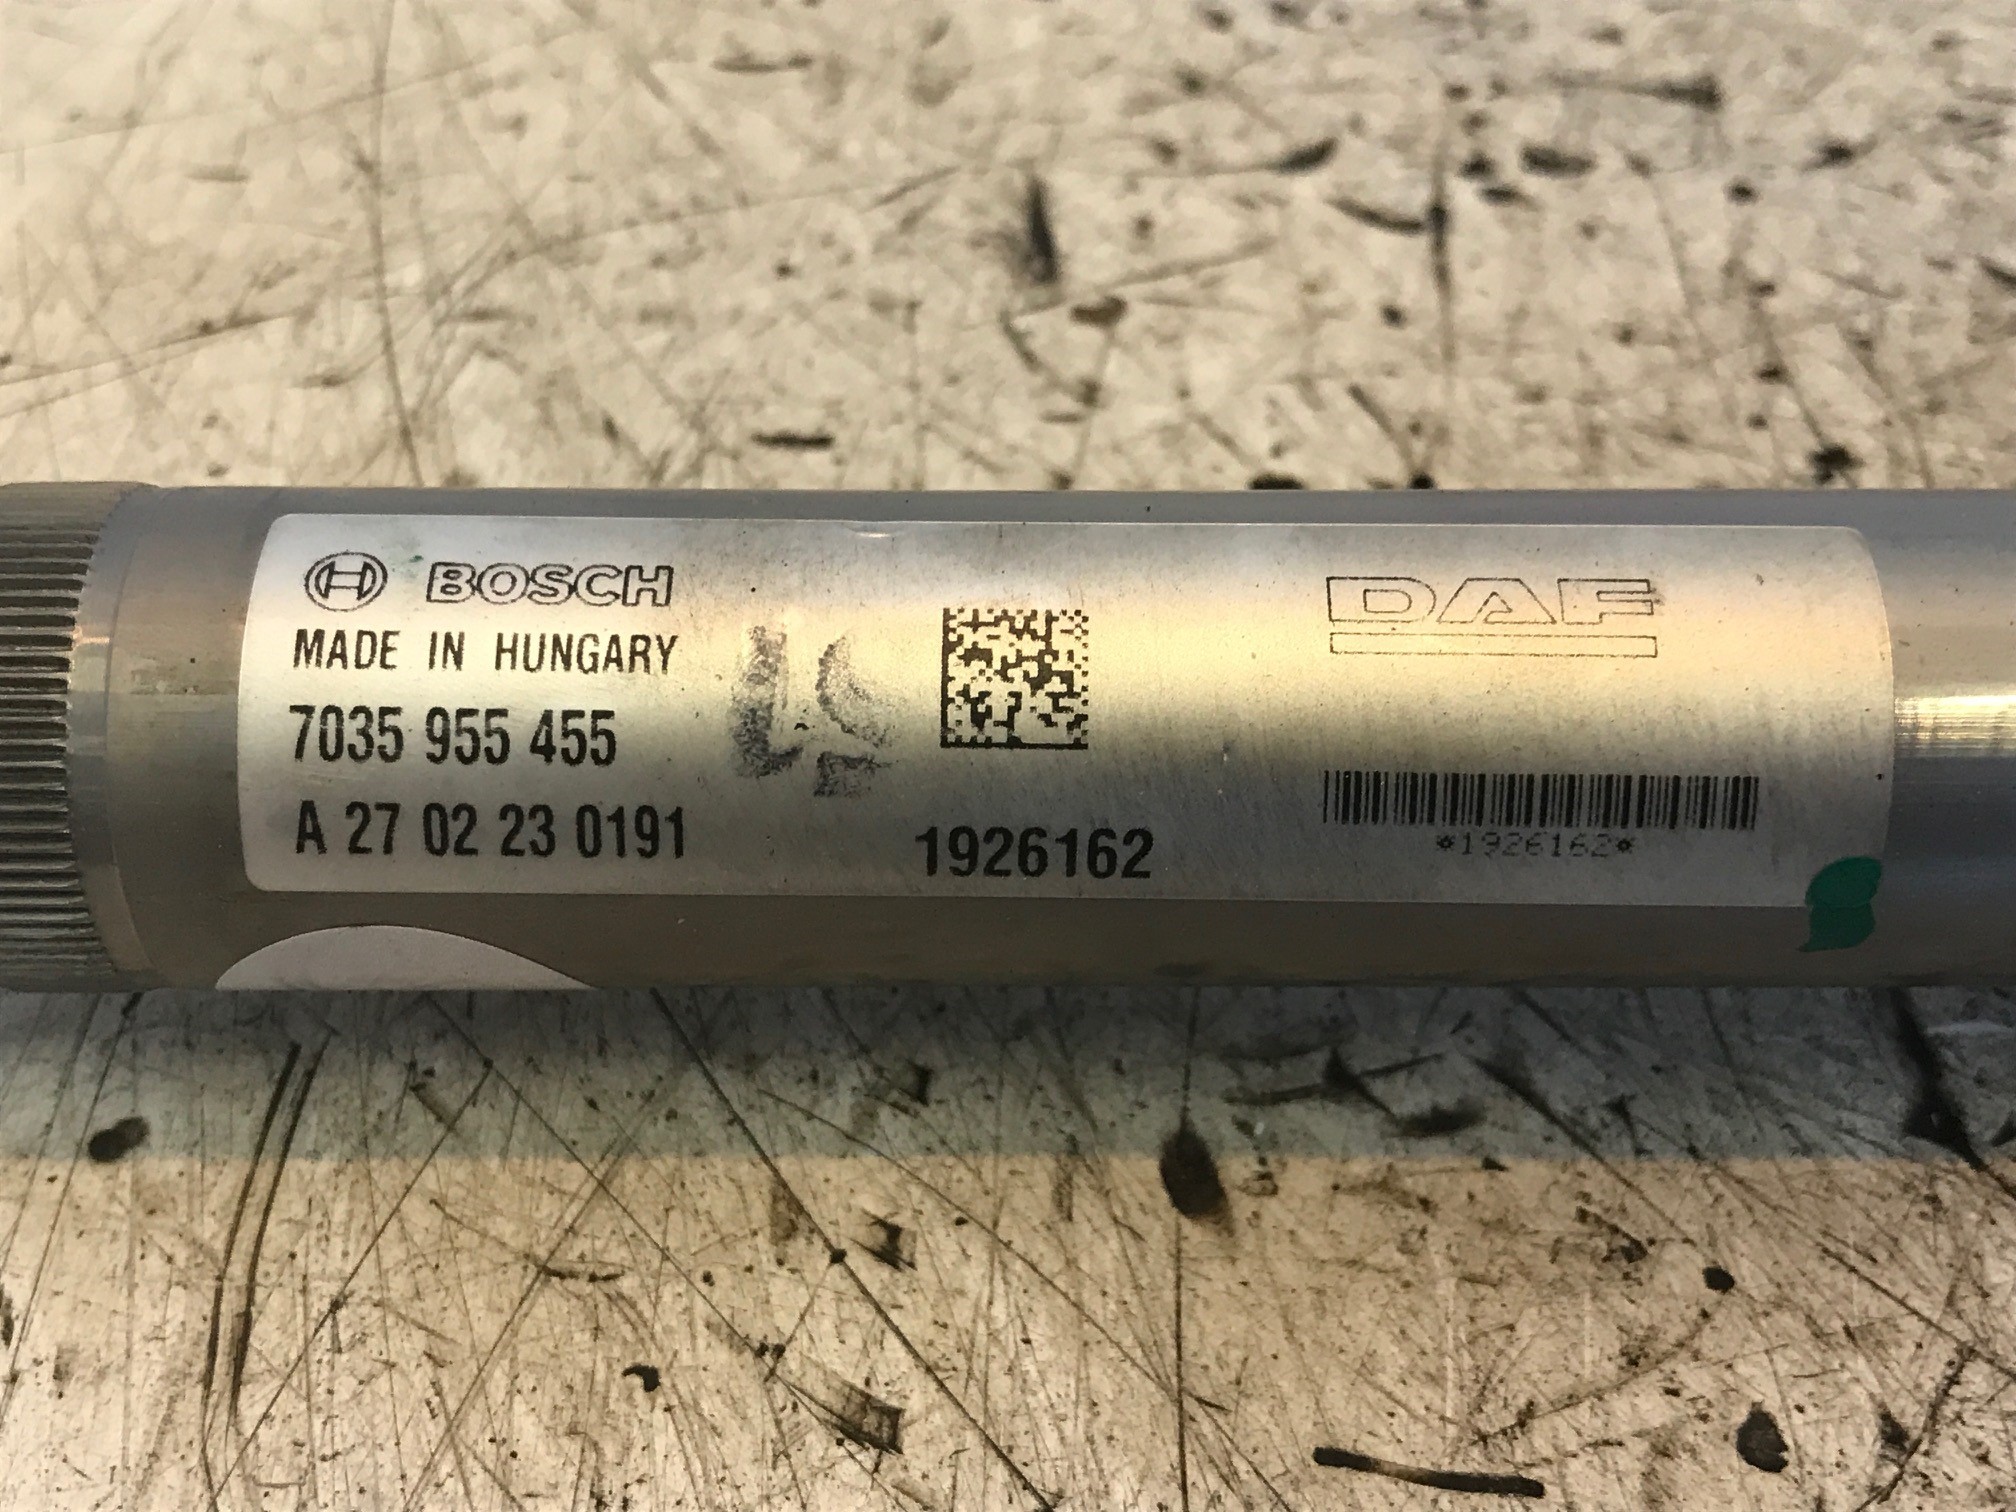 BOSCH
MADE IN HUNGARY
7035 955 455
A 27 02 23 0191
1926162
DAF
*1926162*